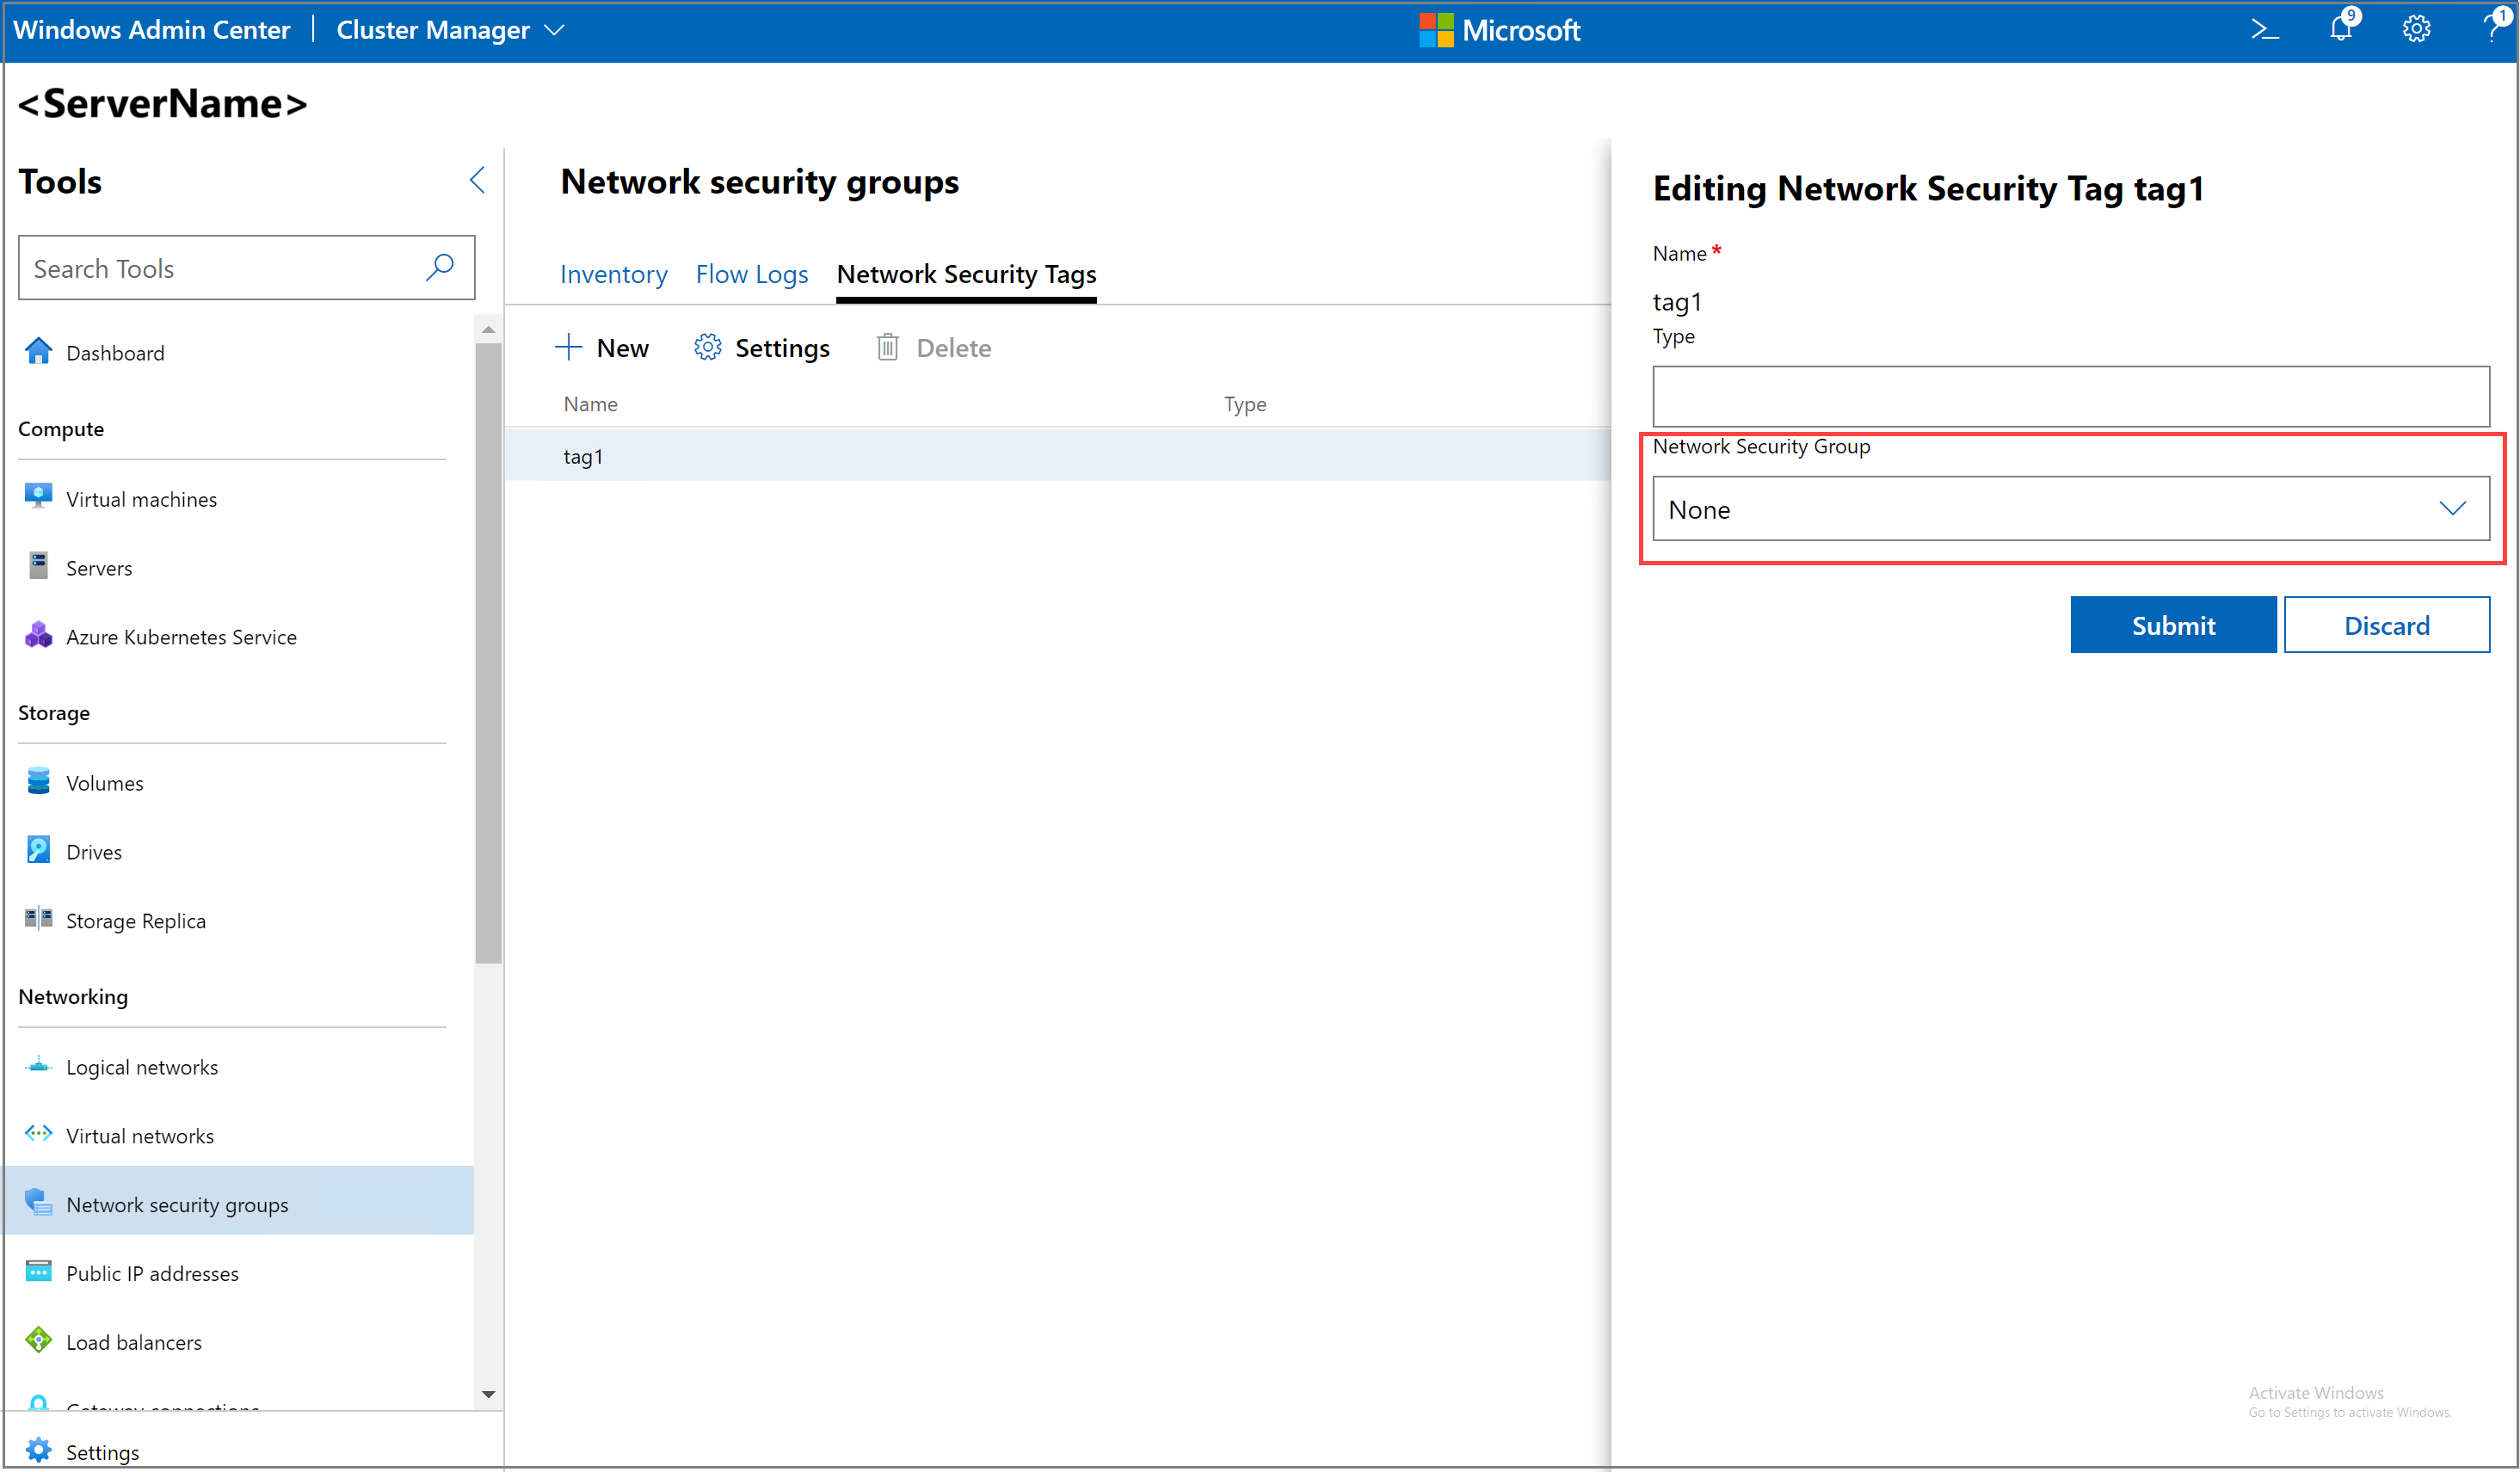 Windows Admin Center | Cluster Manager
Microsoft
9
1
<ServerName>
Tools
Search Tools
Dashboard
Compute
Virtual machines
Servers
Azure Kubernetes Service
Storage
Volumes
Drives
Storage Replica
Networking
Logical networks
Virtual networks
Network security groups
Public IP addresses
Load balancers
Gateway connections
Settings
Network security groups
Inventory Flow Logs Network Security Tags
New Settings Delete
Name Type
tag1
Editing Network Security Tag tag1
Name *
tag1
Type
Network Security Group
None
Submit Discard
Activate Windows
Go to Settings to activate Windows.